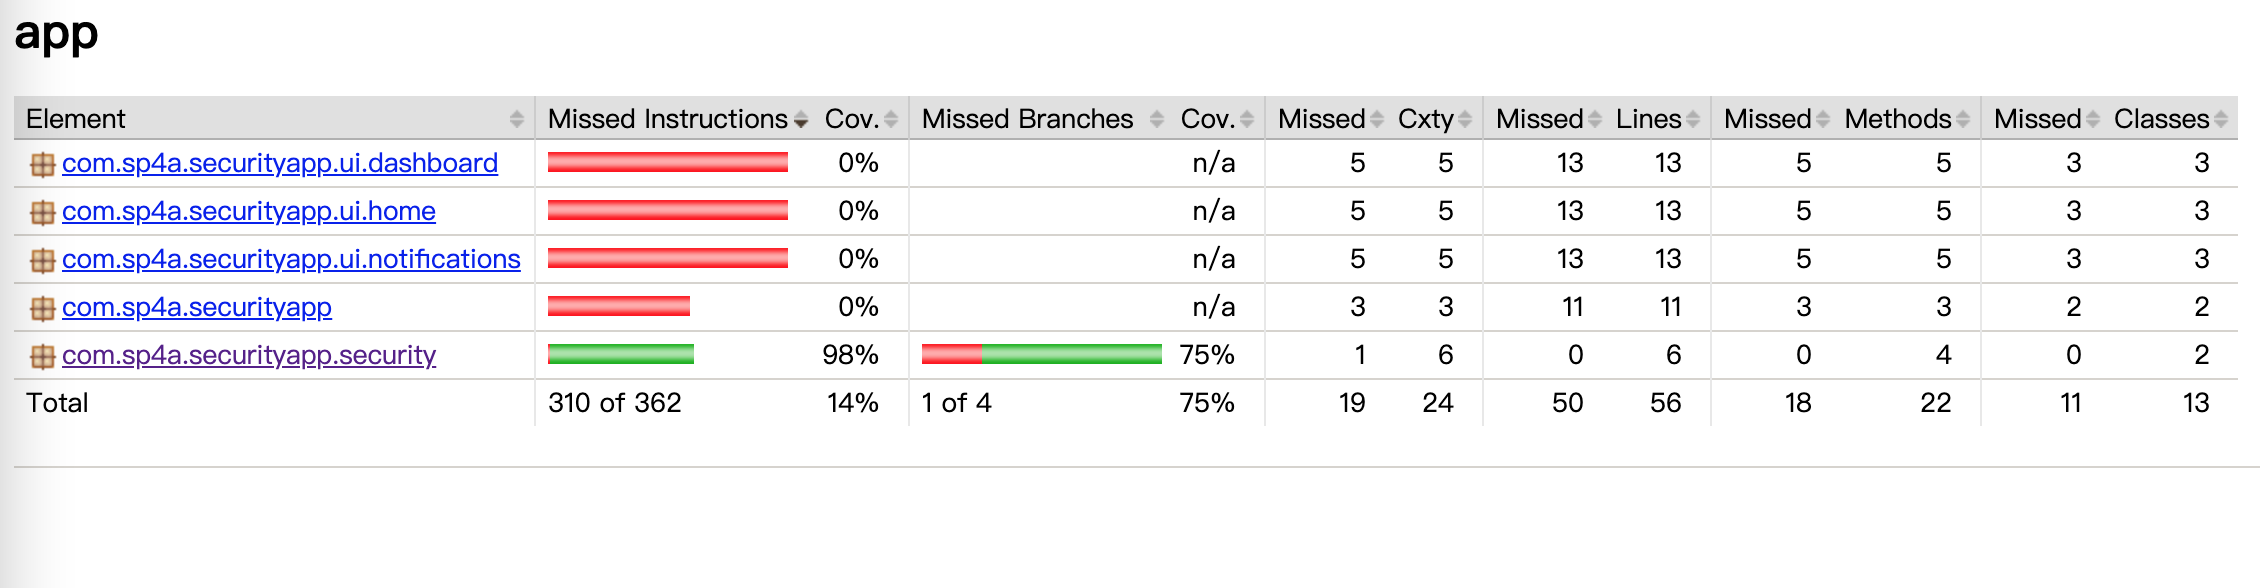 app
Element Missed Instructions Cov. Missed Branches Cov. Missed Cxty Missed Lines Missed Methods Missed Classes
com.sp4a.securityapp.ui.dashboard 0% n/a 5 5 13 13 5 5 3 3
com.sp4a.securityapp.ui.home 0% n/a 5 5 13 13 5 5 3 3
com.sp4a.securityapp.ui.notifications 0% n/a 5 5 13 13 5 5 3 3
com.sp4a.securityapp 0% n/a 3 3 11 11 3 3 2 2
com.sp4a.securityapp.security 98% 75% 1 6 0 6 0 4 0 2
Total 310 of 362 14% 1 of 4 75% 19 24 50 56 18 22 11 13